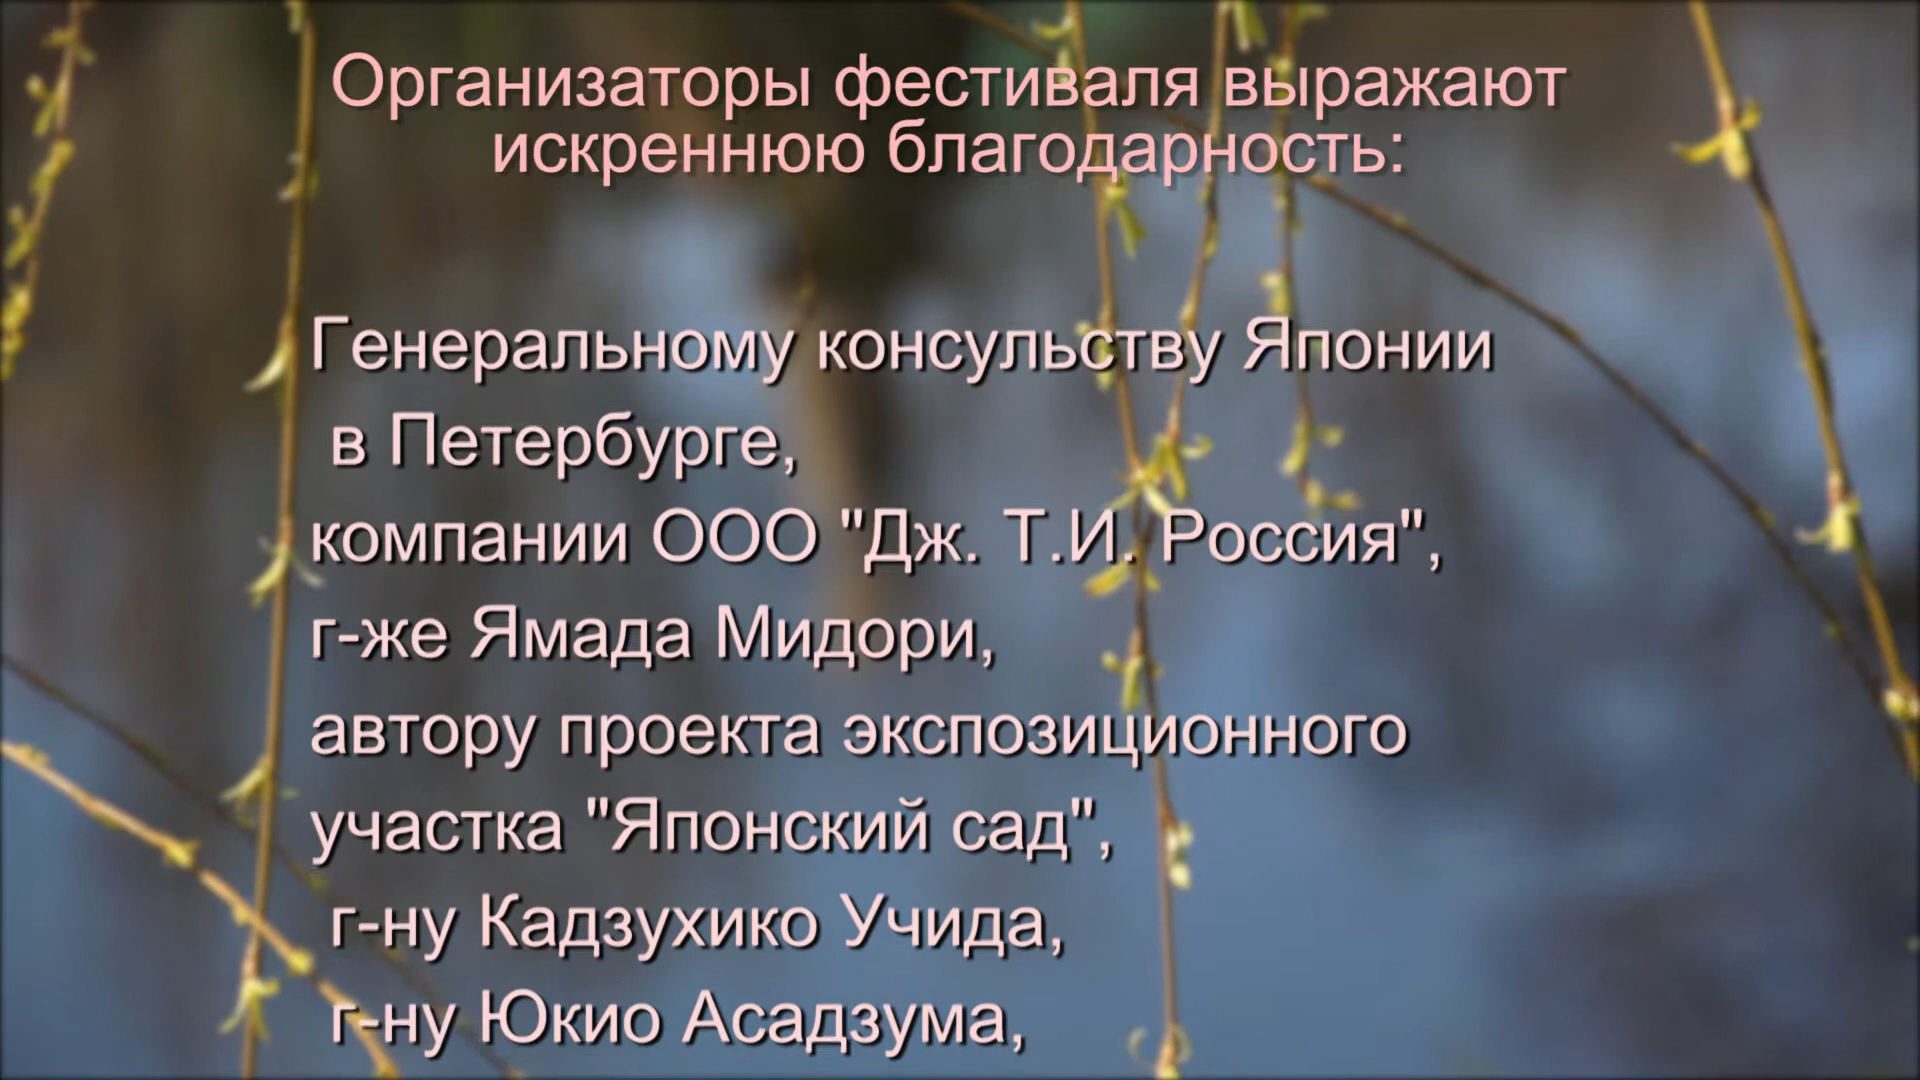 Организаторы фестиваля выражают
искреннюю благодарность:
Генеральному консульству Японии
в Петербурге,
компании ООО "Дж. Т.И. Россия",
г-же Ямада Мидори,
автору проекта экспозиционного
участка "Японский сад",
г-ну Кадзухико Учида,
г-ну Юкио Асадзума,